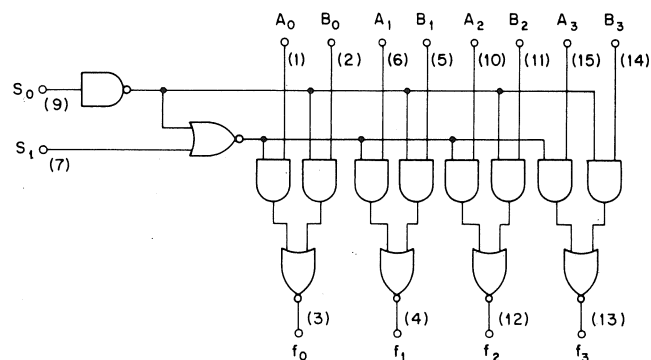 A0 B0 A1 B1 A2 B2 A3 B3
(1) (2) (6) (5) (10) (11) (15) (14)
S0
(9)
S1
(7)
(3) (4) (12) (13)
f0 f1 f2 f3